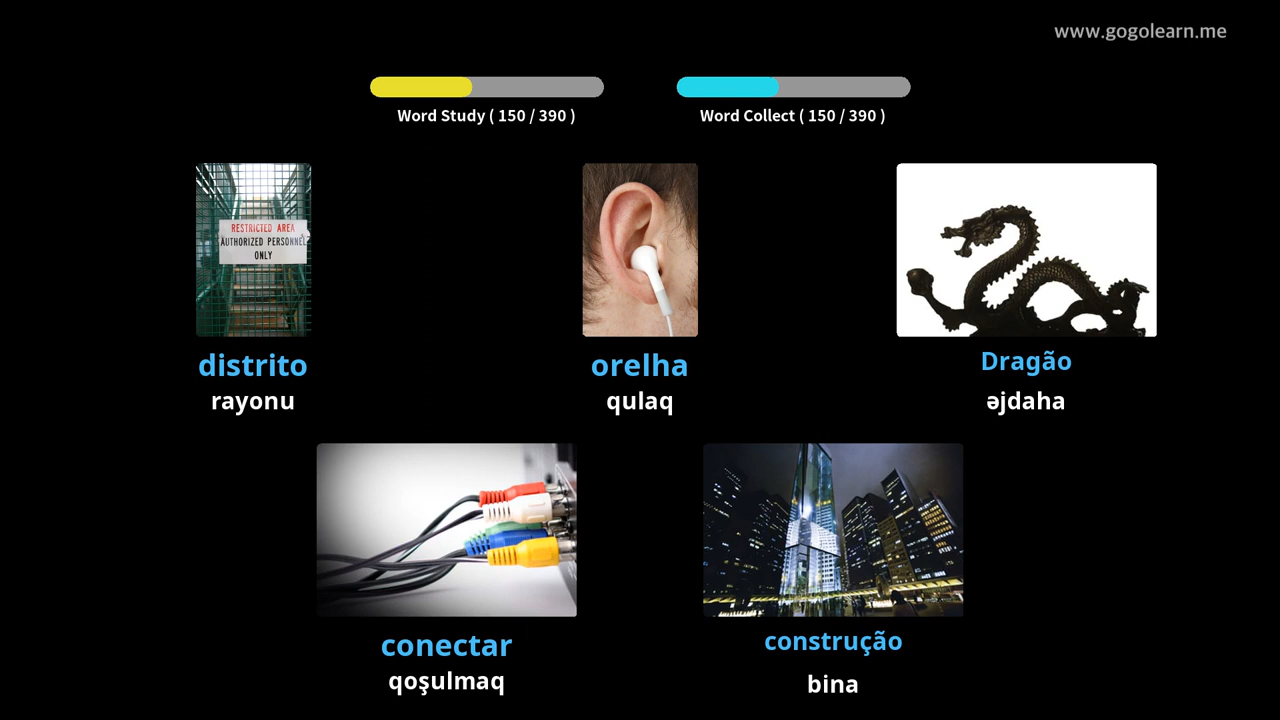 www.gogolearn.me
Word Study ( 150 / 390 )
Word Collect ( 150 / 390 )
RESTRICTED AREA
AUTHORIZED PERSONNEL
ONLY
distrito
rayonu
orelha
qulaq
Dragão
əjdaha
conectar
qoşulmaq
construção
bina